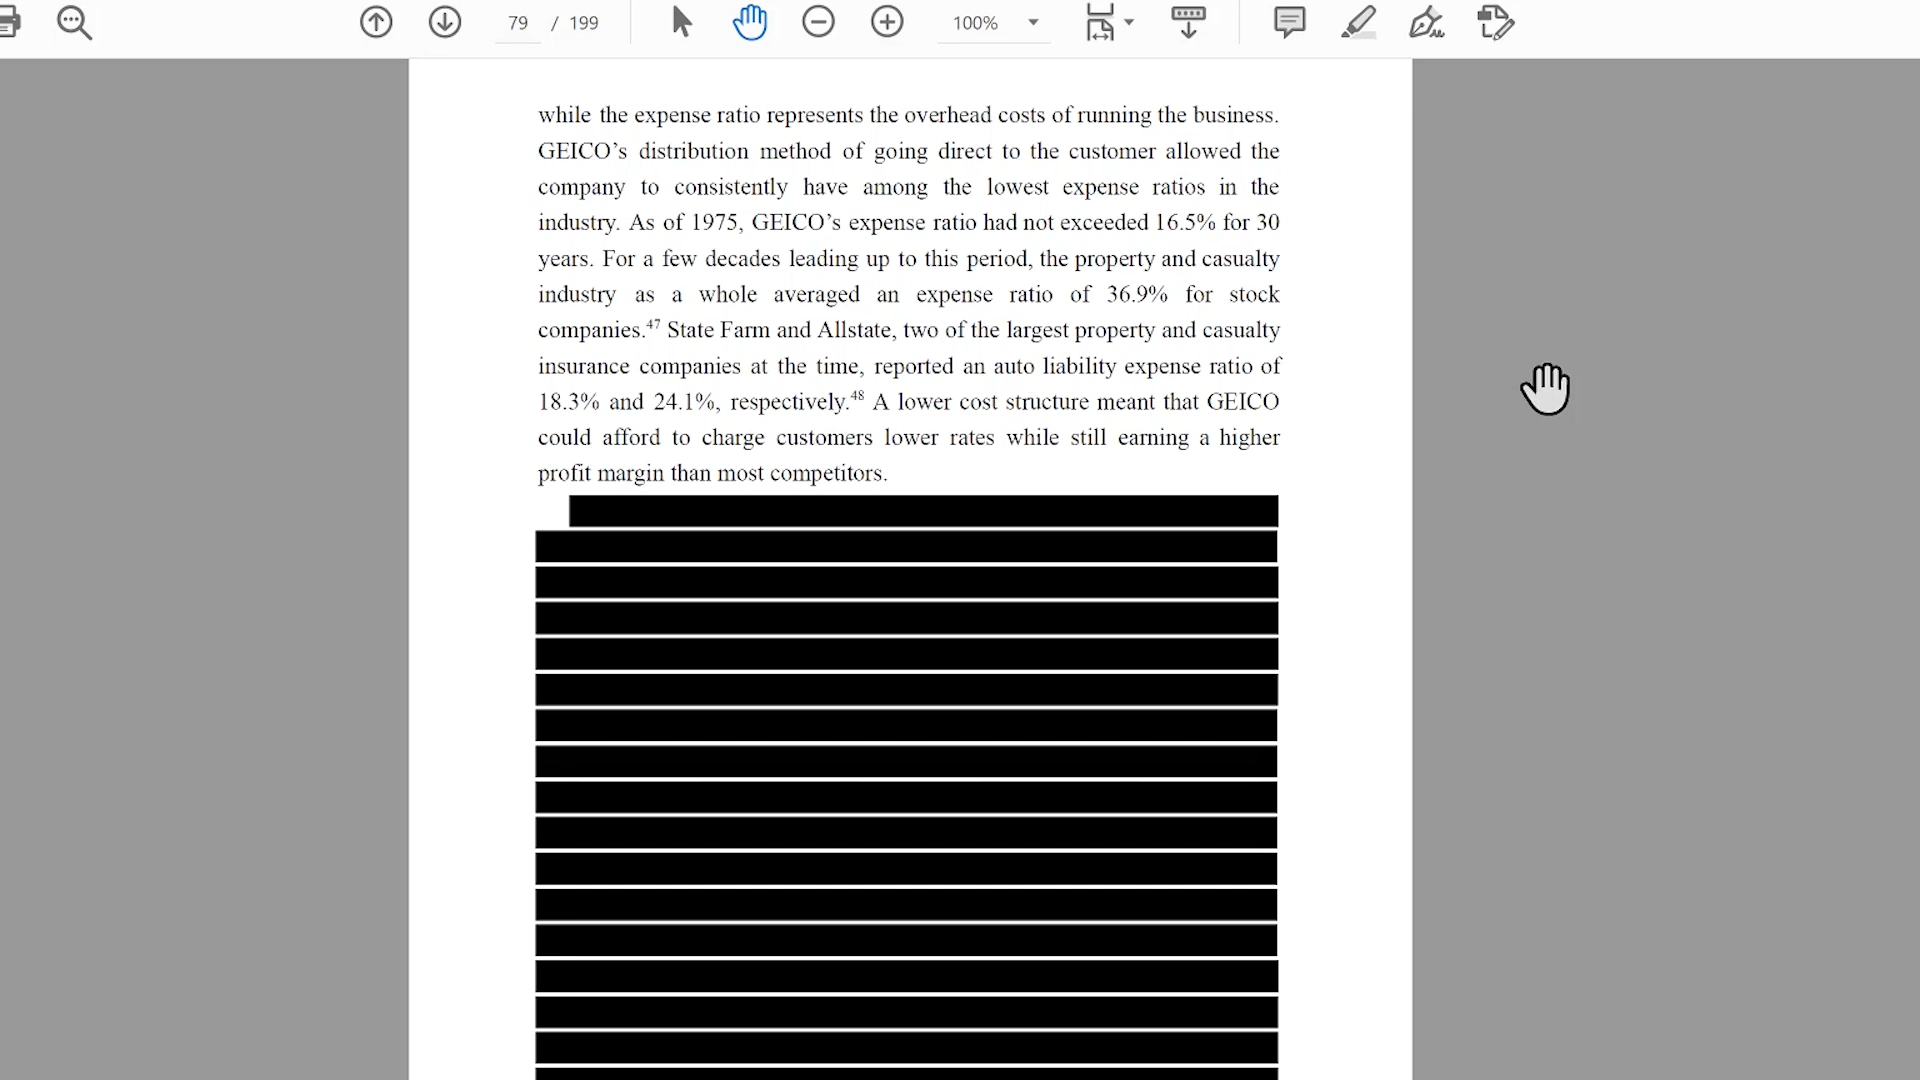 79 / 199
100%
while the expense ratio represents the overhead costs of running the business.
GEICO’s distribution method of going direct to the customer allowed the
company to consistently have among the lowest expense ratios in the
industry. As of 1975, GEICO’s expense ratio had not exceeded 16.5% for 30
years. For a few decades leading up to this period, the property and casualty
industry as a whole averaged an expense ratio of 36.9% for stock
companies.47 State Farm and Allstate, two of the largest property and casualty
insurance companies at the time, reported an auto liability expense ratio of
18.3% and 24.1%, respectively.48 A lower cost structure meant that GEICO
could afford to charge customers lower rates while still earning a higher
profit margin than most competitors.